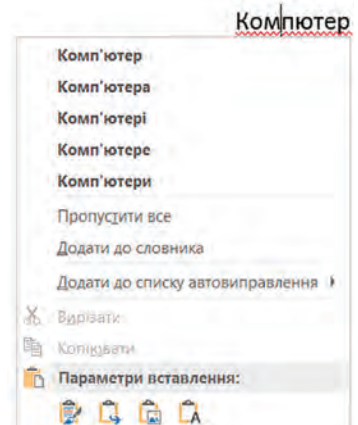 Компютер
Комп'ютер
Комп'ютера
Комп'ютері
Комп'ютере
Комп'ютери
Пропустити все
Додати до словника
Додати до списку автовиправлення
Вирізати
Копіювати
Параметри вставлення: